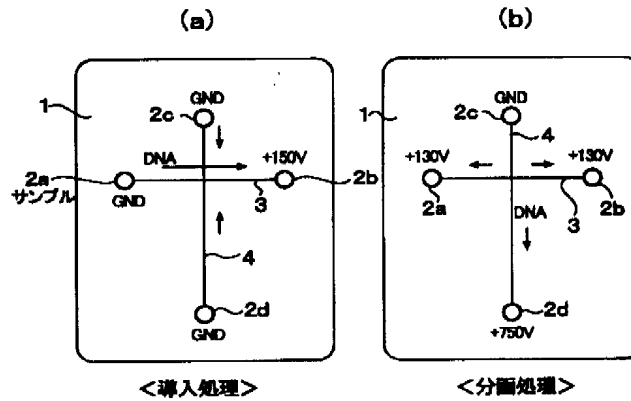 (a)
1
GND
2c
DNA
+150V
2a
サンプル
GND
3
2b
4
2d
GND
<導入処理>
(b)
1
GND
2c
4
+130V
+130V
2a
DNA
3
2b
2d
+750V
<分画処理>